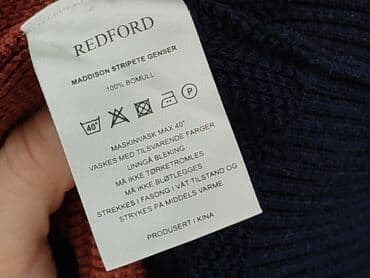 REDFORD
MADDISON STRIPETE GENSER
100% BOMULL
40°
P
MASKINVASK MAX 40°
VASKES MED TILSVARENDE FARGER
UNNGÅ BLEKING
MÅ IKKE TØRKETROMLES
MÅ IKKE BLØTLEGGES
STREKKES I FASONG I VÅT TILSTAND OG
STRYKES PÅ MIDDELS VARME
PRODUSERT I KINA